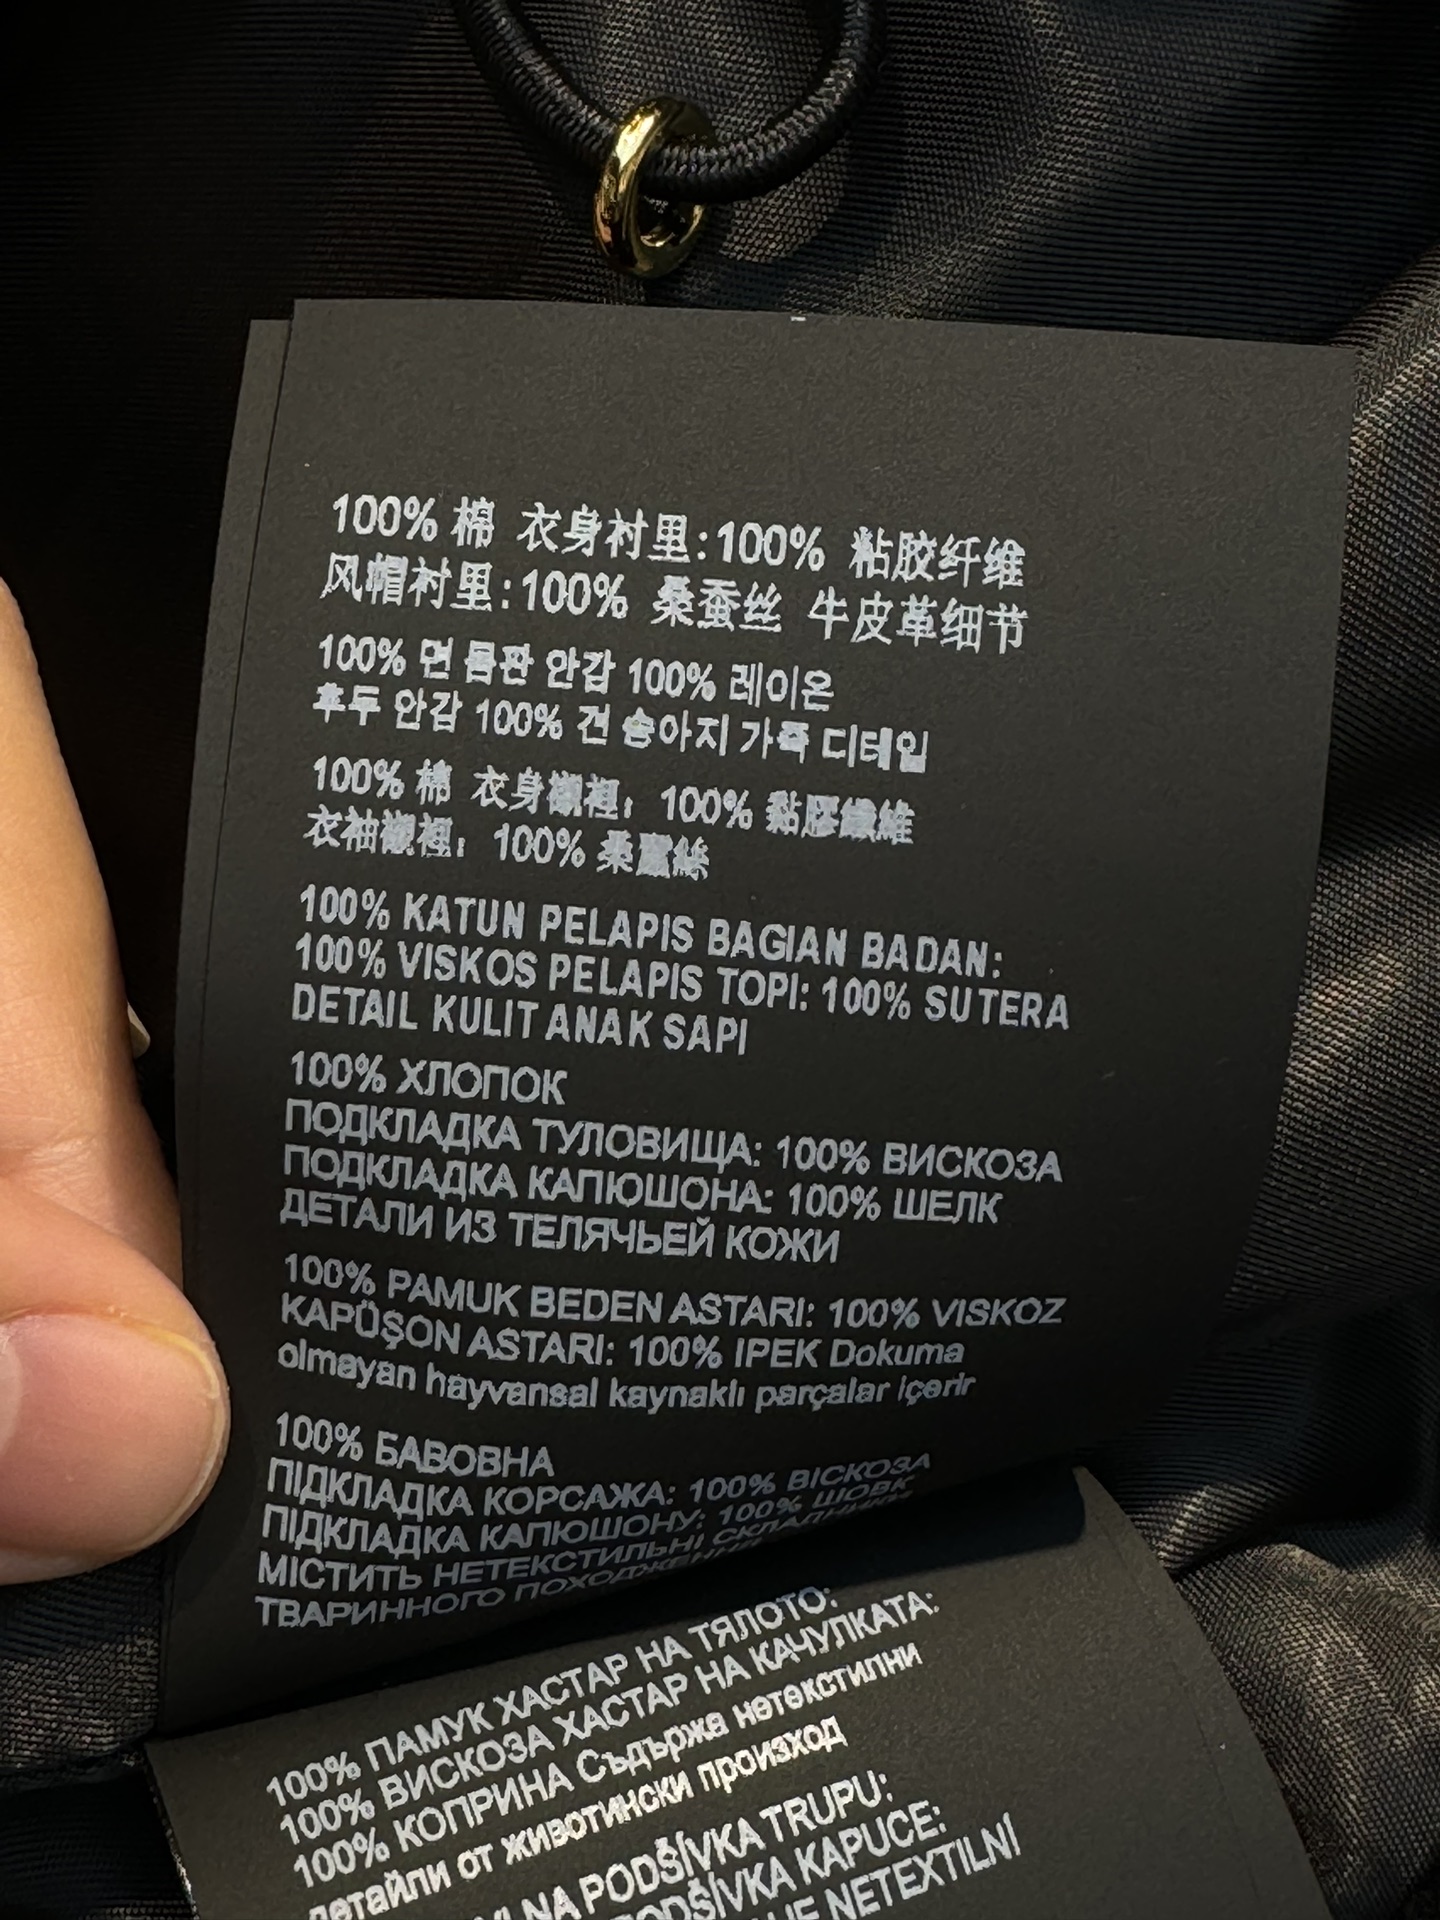 100% 棉 衣身衬里:100% 粘胶纤维
风帽衬里:100% 桑蚕丝 牛皮革细节
100% 면 몸판 안감 100% 레이온
후두 안감 100% 견 송아지 가죽 디테일
100% 棉 衣身襯裡: 100% 黏膠纖維
衣袖襯裡: 100% 桑蠶絲
100% KATUN PELAPIS BAGIAN BADAN:
100% VISKOS PELAPIS TOPI: 100% SUTERA
DETAIL KULIT ANAK SAPI
100% ХЛОПОК
ПОДКЛАДКА ТУЛОВИЩА: 100% ВИСКОЗА
ПОДКЛАДКА КАПЮШОНА: 100% ШЕЛК
ДЕТАЛИ ИЗ ТЕЛЯЧЬЕЙ КОЖИ
100% PAMUK BEDEN ASTARI: 100% VISKOZ
KAPÜŞON ASTARI: 100% IPEK Dokuma
olmayan hayvansal kaynaklı parçalar içerir
100% БАВОВНА
ПІДКЛАДКА КОРСАЖА: 100% ВІСКОЗА
ПІДКЛАДКА КАПЮШОНУ: 100% ШОВК
МІСТИТЬ НЕТЕКСТИЛЬНІ СКЛАДНИКИ
ТВАРИННОГО ПОХОДЖЕННЯ
100% ПАМУК ХАСТАР НА ТЯЛОТО:
100% ВИСКОЗА ХАСТАР НА КАЧУЛКАТА:
100% КОПРИНА Съдържа нетекстилни
детайли от животински произход
NA PODŠÍVKA TRUPU:
PODŠÍVKA KAPUCE:
NETEXTILNÍ